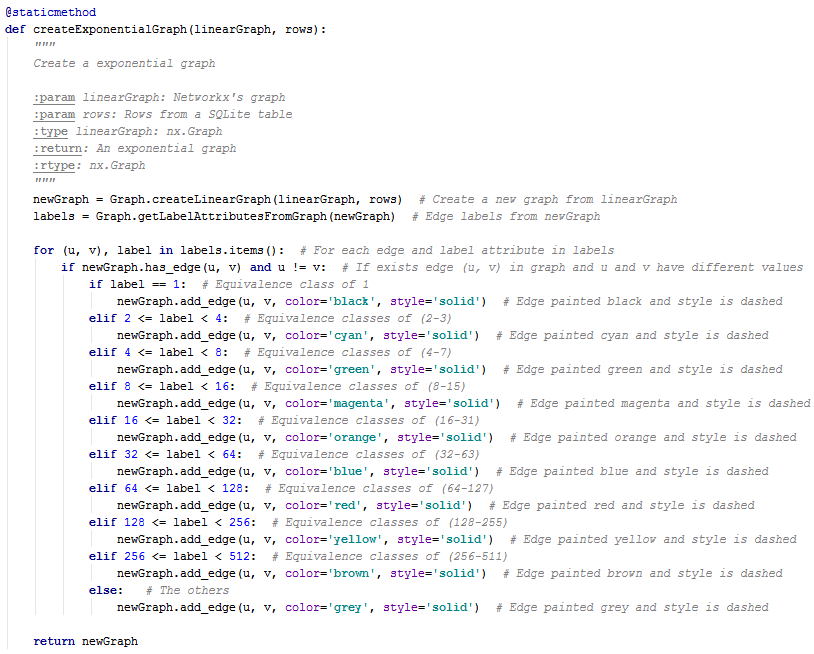 @staticmethod
def createExponentialGraph(linearGraph, rows):
    """
    Create a exponential graph

    :param linearGraph: Networkx's graph
    :param rows: Rows from a SQLite table
    :type linearGraph: nx.Graph
    :return: An exponential graph
    :rtype: nx.Graph
    """
    newGraph = Graph.createLinearGraph(linearGraph, rows)  # Create a new graph from linearGraph
    labels = Graph.getLabelAttributesFromGraph(newGraph)  # Edge labels from newGraph

    for (u, v), label in labels.items():  # For each edge and label attribute in labels
        if newGraph.has_edge(u, v) and u != v:  # If exists edge (u, v) in graph and u and v have different values
            if label == 1:  # Equivalence class of 1
                newGraph.add_edge(u, v, color='black', style='solid')  # Edge painted black and style is dashed
            elif 2 <= label < 4:  # Equivalence classes of (2-3)
                newGraph.add_edge(u, v, color='cyan', style='solid')  # Edge painted cyan and style is dashed
            elif 4 <= label < 8:  # Equivalence classes of (4-7)
                newGraph.add_edge(u, v, color='green', style='solid')  # Edge painted green and style is dashed
            elif 8 <= label < 16:  # Equivalence classes of (8-15)
                newGraph.add_edge(u, v, color='magenta', style='solid')  # Edge painted magenta and style is dashed
            elif 16 <= label < 32:  # Equivalence classes of (16-31)
                newGraph.add_edge(u, v, color='orange', style='solid')  # Edge painted orange and style is dashed
            elif 32 <= label < 64:  # Equivalence classes of (32-63)
                newGraph.add_edge(u, v, color='blue', style='solid')  # Edge painted blue and style is dashed
            elif 64 <= label < 128:  # Equivalence classes of (64-127)
                newGraph.add_edge(u, v, color='red', style='solid')  # Edge painted red and style is dashed
            elif 128 <= label < 256:  # Equivalence classes of (128-255)
                newGraph.add_edge(u, v, color='yellow', style='solid')  # Edge painted yellow and style is dashed
            elif 256 <= label < 512:  # Equivalence classes of (256-511)
                newGraph.add_edge(u, v, color='brown', style='solid')  # Edge painted brown and style is dashed
            else:   # The others
                newGraph.add_edge(u, v, color='grey', style='solid')  # Edge painted grey and style is dashed

    return newGraph